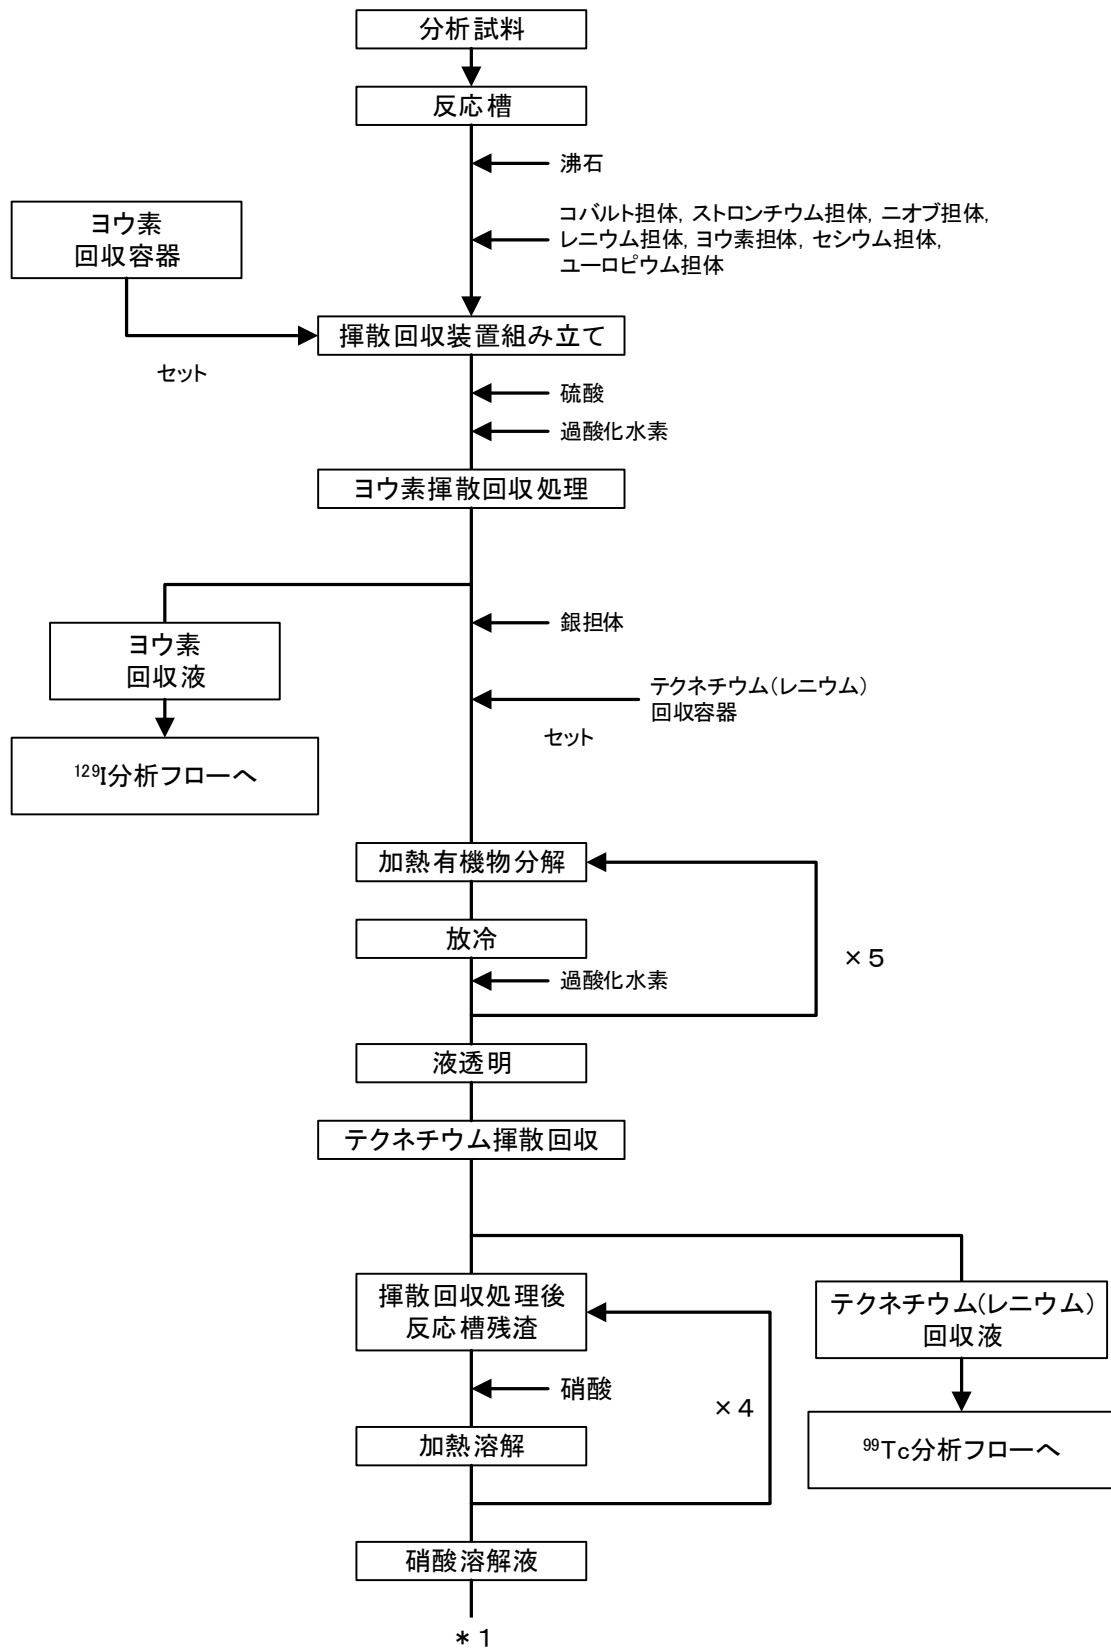 分析試料
反応槽
沸石
コバルト担体, ストロンチウム担体, ニオブ担体,
レニウム担体, ヨウ素担体, セシウム担体,
ユーロピウム担体
ヨウ素
回収容器
揮散回収装置組み立て
セット
硫酸
過酸化水素
ヨウ素揮散回収処理
銀担体
ヨウ素
回収液
テクネチウム(レニウム)
回収容器
セット
¹²⁹I分析フローへ
加熱有機物分解
放冷
×5
過酸化水素
液透明
テクネチウム揮散回収
揮散回収処理後
反応槽残渣
テクネチウム(レニウム)
回収液
硝酸
×4
加熱溶解
⁹⁹Tc分析フローへ
硝酸溶解液
*1